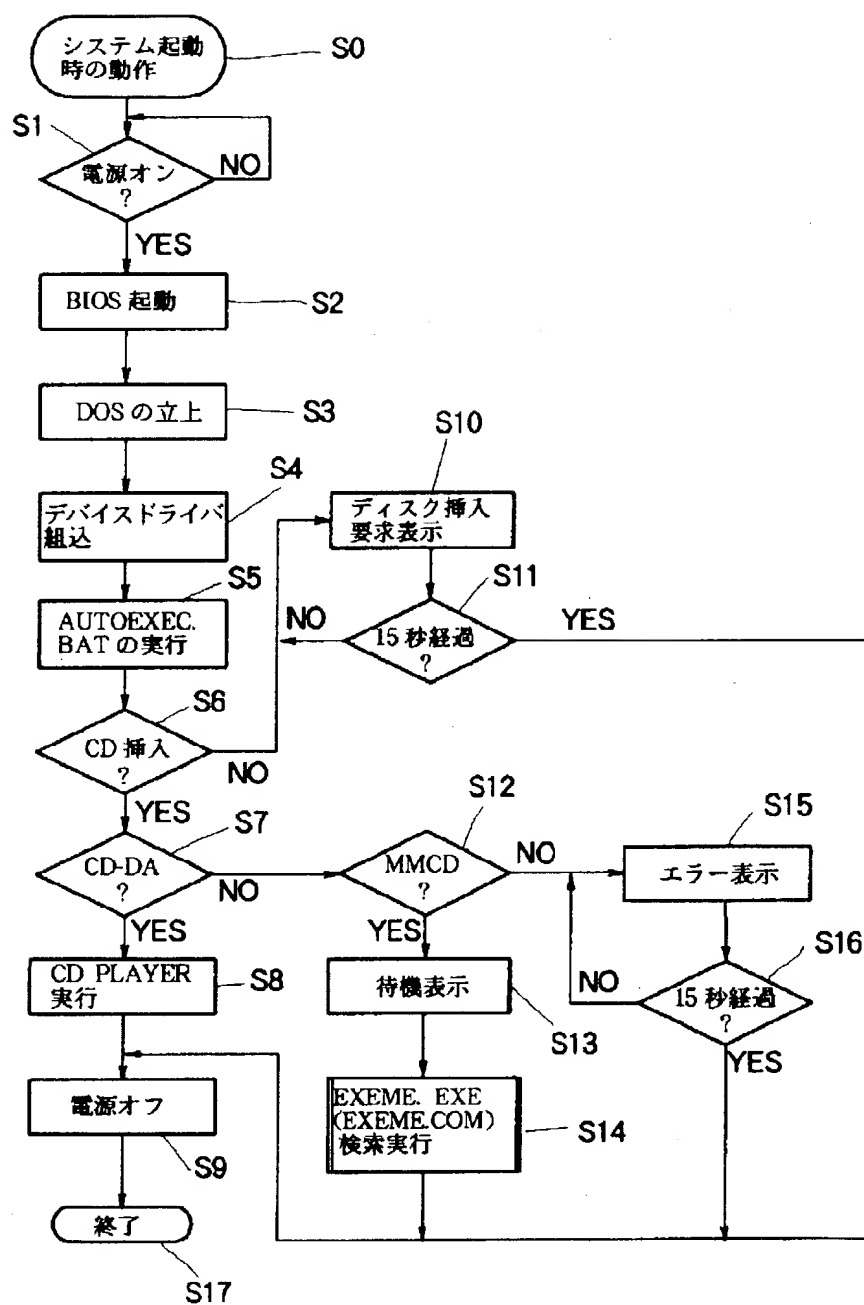 システム起動
時の動作
S0
S1
電源オン
?
NO
YES
BIOS 起動
S2
DOS の立上
S3
S10
S4
デバイスドライバ
組込
ディスク挿入
要求表示
S5
S11
AUTOEXEC.
BAT の実行
NO
15 秒経過
?
YES
S6
CD 挿入
?
NO
YES
S7
S12
S15
CD-DA
?
NO
MMCD
?
NO
エラー表示
YES
YES
S16
CD PLAYER
実行
S8
待機表示
NO
15 秒経過
?
S13
YES
電源オフ
EXEME. EXE
(EXEME.COM)
検索実行
S14
S9
終了
S17